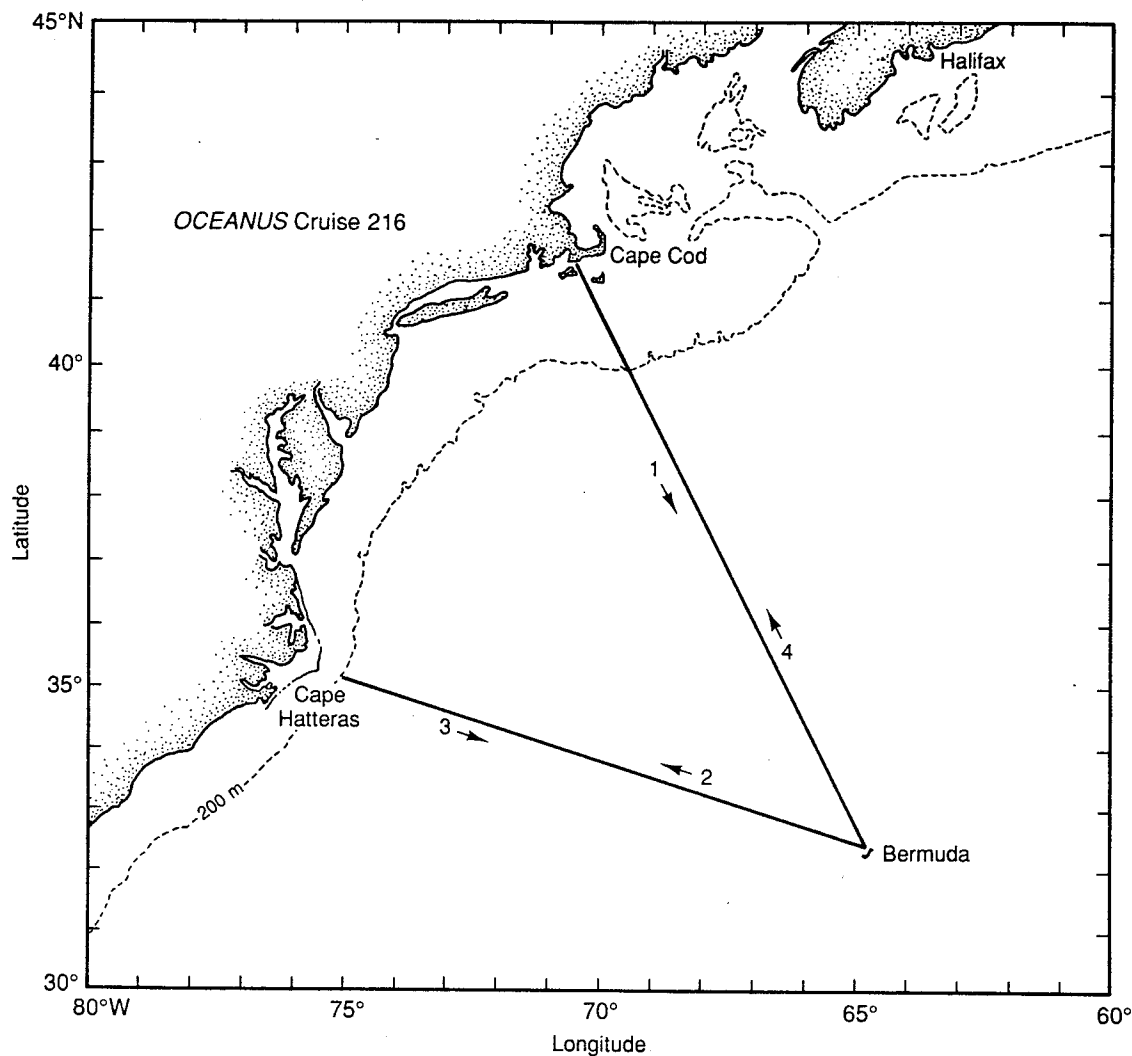 45°N
Halifax
OCEANUS Cruise 216
Cape Cod
40°
1
Latitude
4
35°
Cape
Hatteras
3
2
200 m
Bermuda
30°
80°W
75°
70°
65°
60°
Longitude